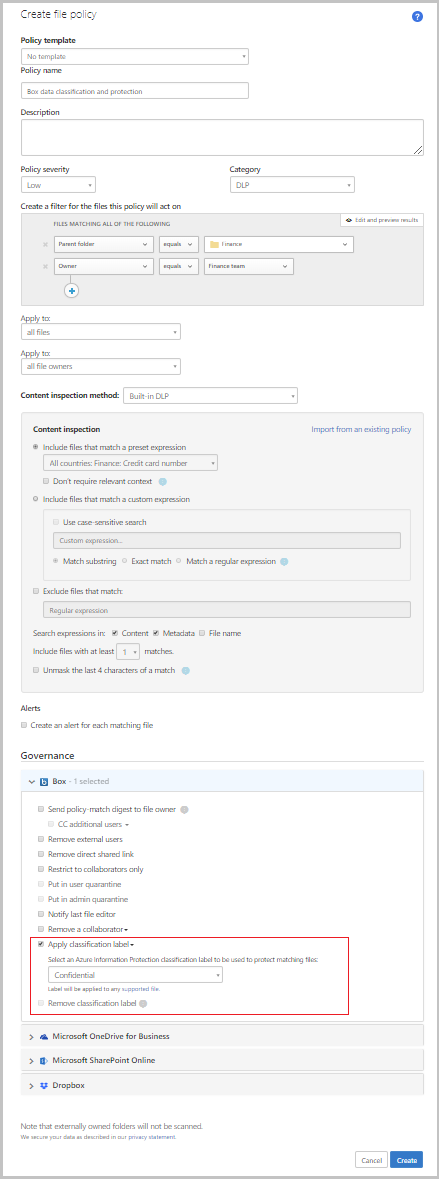 Create file policy
?
Policy template
No template
Policy name
Box data classification and protection
Description
Policy severity
Category
Low
DLP
Create a filter for the files this policy will act on
FILES MATCHING ALL OF THE FOLLOWING
Edit and preview results
Parent folder equals Finance
Owner equals Finance team
Apply to:
all files
Apply to:
all file owners
Content inspection method: Built-in DLP
Content inspection
Import from an existing policy
Include files that match a preset expression
All countries: Finance: Credit card number
Don't require relevant context
Include files that match a custom expression
Use case-sensitive search
Custom expression...
Match substring Exact match Match a regular expression
Exclude files that match:
Regular expression
Search expressions in: Content Metadata File name
Include files with at least 1 matches.
Unmask the last 4 characters of a match
Alerts
Create an alert for each matching file
Governance
Box - 1 selected
Send policy-match digest to file owner
CC additional users
Remove external users
Remove direct shared link
Restrict to collaborators only
Put in user quarantine
Put in admin quarantine
Notify last file editor
Remove a collaborator
Apply classification label
Select an Azure Information Protection classification label to be used to protect matching files:
Confidential
Label will be applied to any supported file.
Remove classification label
Microsoft OneDrive for Business
Microsoft SharePoint Online
Dropbox
Note that externally owned folders will not be scanned.
We secure your data as described in our privacy statement.
Cancel
Create